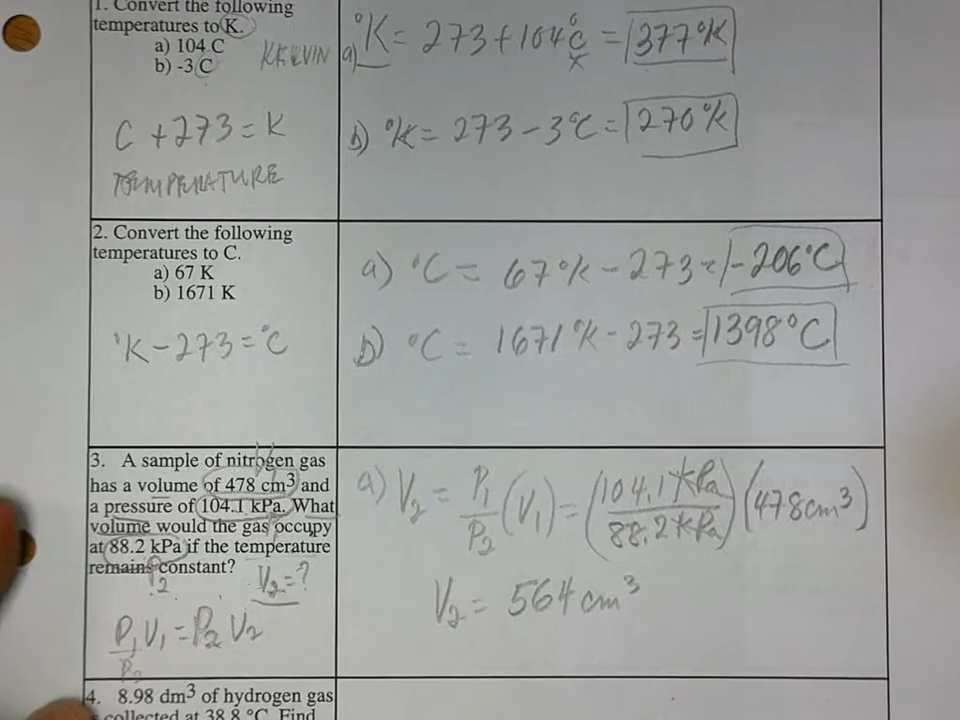 1. Convert the following
temperatures to K.
a) 104 C
b) -3 C
KELVIN
C + 273 = K
TEMPERATURE
a) °K = 273 + 104°C = 377°K
b) °K = 273 - 3°C = 270°K
2. Convert the following
temperatures to C.
a) 67 K
b) 1671 K
°K - 273 = °C
a) °C = 67°K - 273 = -206°C
b) °C = 1671°K - 273 = 1398°C
3. A sample of nitrogen gas
has a volume of 478 cm³ and
a pressure of 104.1 kPa. What
volume would the gas occupy
at 88.2 kPa if the temperature
remains constant?
P₂
V₂ = ?
P₁V₁ = P₂V₂
P₂
a) V₂ = P₁/P₂ (V₁) = (104.1 kPa / 88.2 kPa) (478 cm³)
V₂ = 564 cm³
4. 8.98 dm³ of hydrogen gas
collected at 38.8 °C. Find